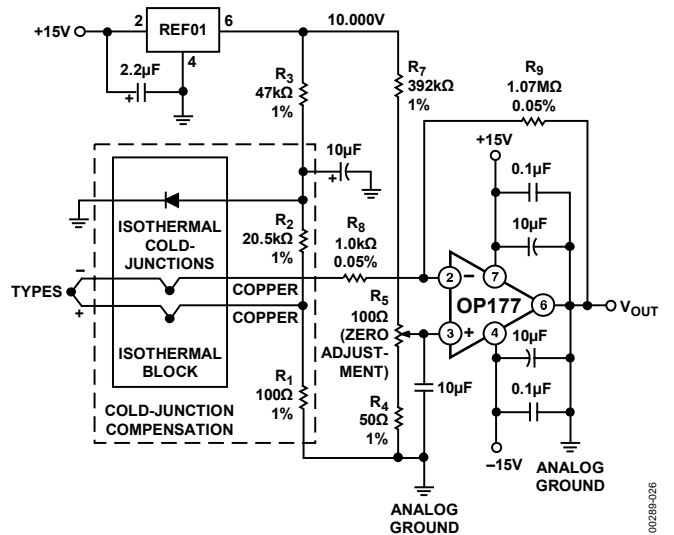 +15V
2
REF01
6
4
10.000V
2.2µF
+
R3
47kΩ
1%
R7
392kΩ
1%
R9
1.07MΩ
0.05%
+15V
10µF
+
0.1µF
10µF
ISOTHERMAL
COLD-
JUNCTIONS
R2
20.5kΩ
1%
R8
1.0kΩ
0.05%
–
TYPES
+
COPPER
COPPER
R5
100Ω
(ZERO
ADJUST-
MENT)
2
–
7
OP177
6
VOUT
3
+
4
ISOTHERMAL
BLOCK
R1
100Ω
1%
10µF
10µF
0.1µF
R4
50Ω
1%
COLD-JUNCTION
COMPENSATION
–15V
ANALOG
GROUND
ANALOG
GROUND
00289-026